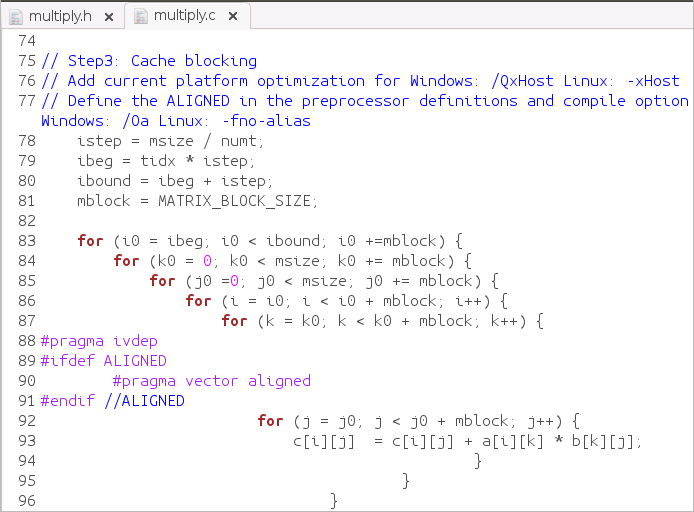 multiply.h × multiply.c ×
74
75 // Step3: Cache blocking
76 // Add current platform optimization for Windows: /QxHost Linux: -xHost
77 // Define the ALIGNED in the preprocessor definitions and compile option
Windows: /Oa Linux: -fno-alias
78     istep = msize / numt;
79     ibeg = tidx * istep;
80     ibound = ibeg + istep;
81     mblock = MATRIX_BLOCK_SIZE;
82
83     for (i0 = ibeg; i0 < ibound; i0 +=mblock) {
84         for (k0 = 0; k0 < msize; k0 += mblock) {
85             for (j0 =0; j0 < msize; j0 += mblock) {
86                 for (i = i0; i < i0 + mblock; i++) {
87                     for (k = k0; k < k0 + mblock; k++) {
88 #pragma ivdep
89 #ifdef ALIGNED
90         #pragma vector aligned
91 #endif //ALIGNED
92                         for (j = j0; j < j0 + mblock; j++) {
93                             c[i][j]  = c[i][j] + a[i][k] * b[k][j];
94                                                 }
95                                         }
96                                 }